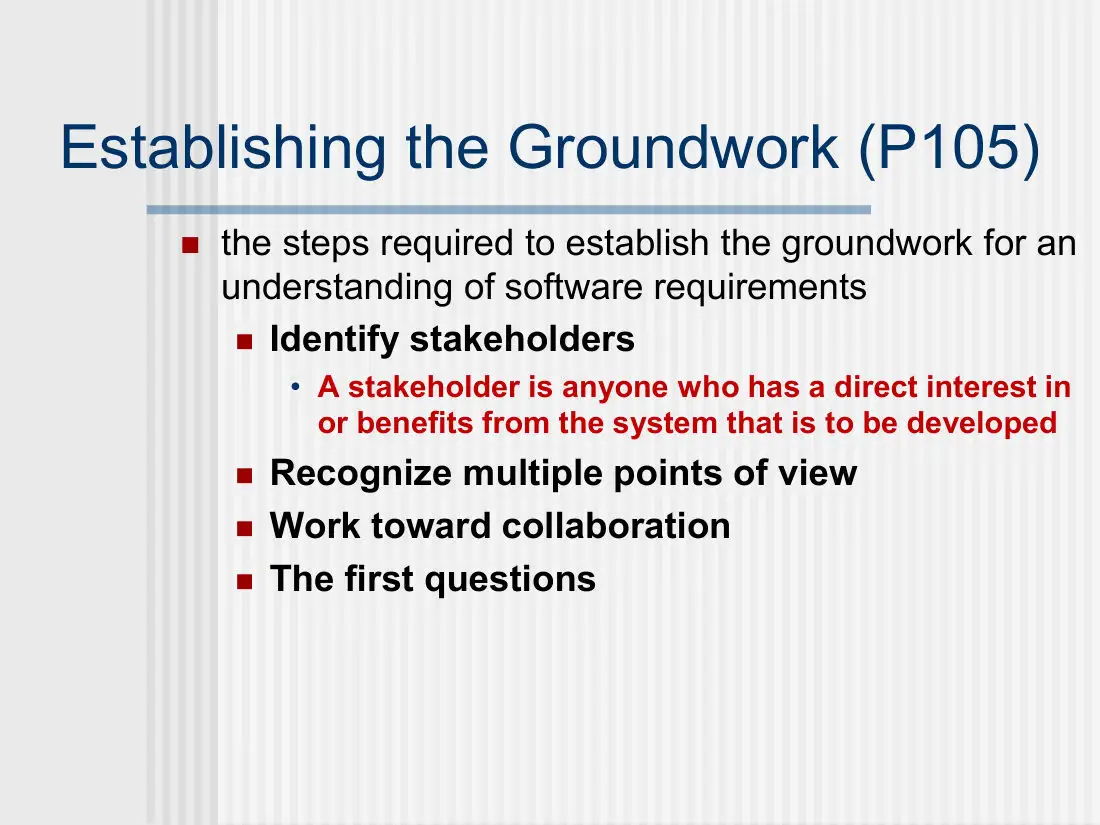 Establishing the Groundwork (P105)
the steps required to establish the groundwork for an
understanding of software requirements
Identify stakeholders
A stakeholder is anyone who has a direct interest in
or benefits from the system that is to be developed
Recognize multiple points of view
Work toward collaboration
The first questions